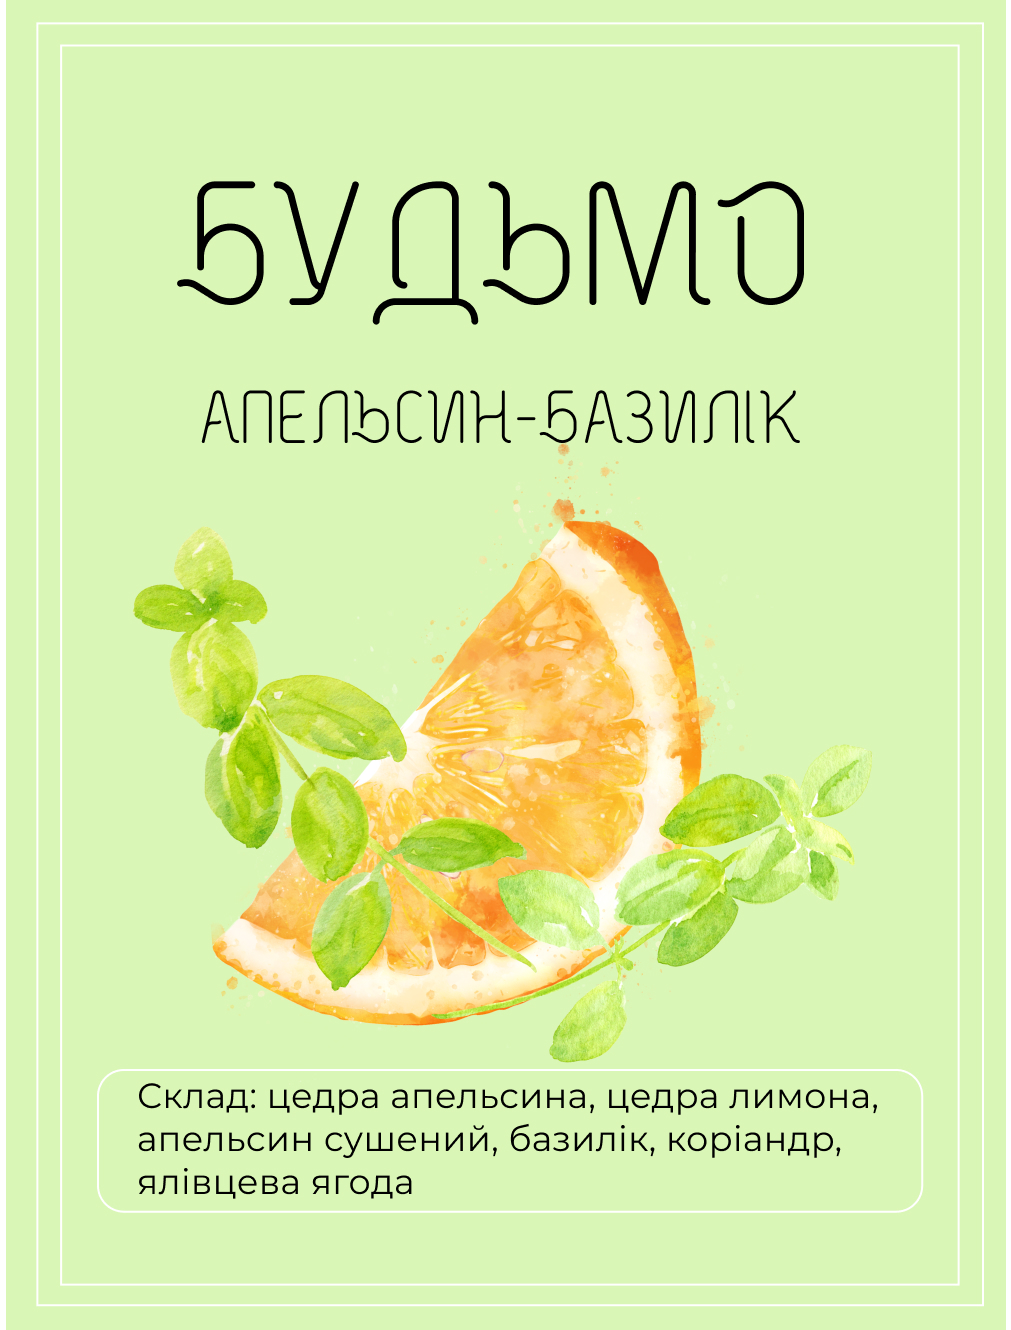 БУДЬМО
АПЕЛЬСИН-БАЗИЛІК
Склад: цедра апельсина, цедра лимона,
апельсин сушений, базилік, коріандр,
ялівцева ягода